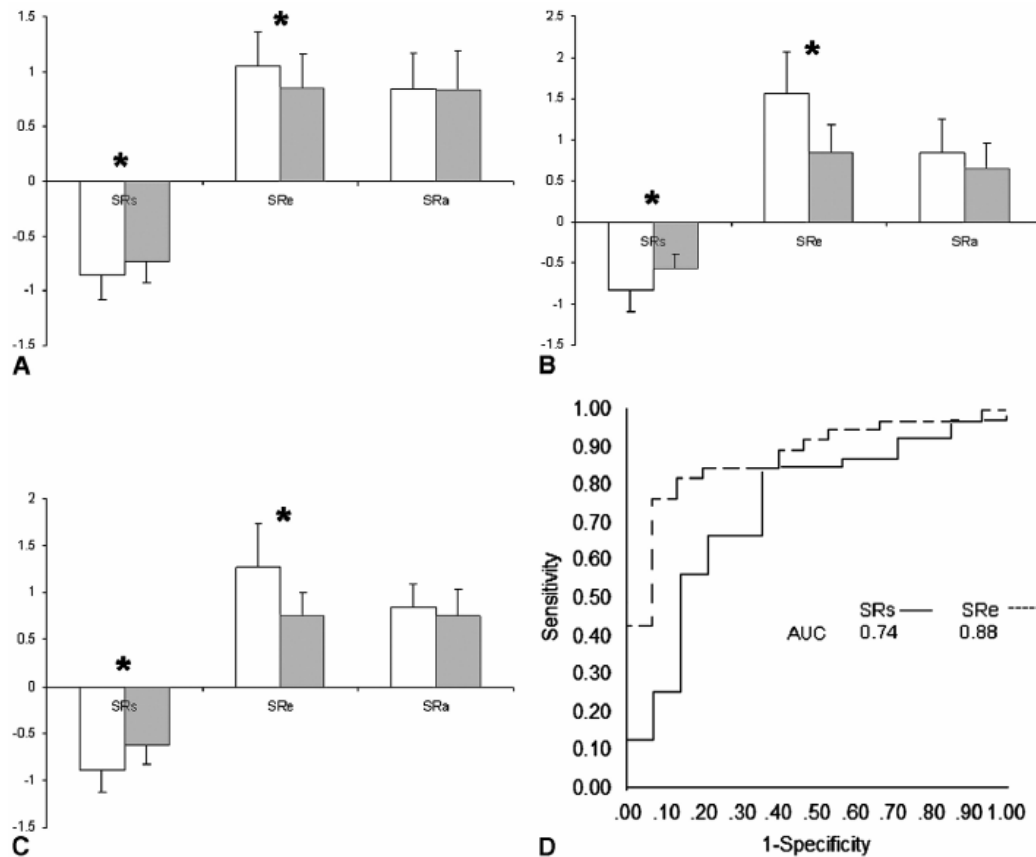 1.5
1
0.5
0
-0.5
-1
-1.5
*
*
SRs
SRe
SRa
A
2.5
2
1.5
1
0.5
0
-0.5
-1
-1.5
*
*
SRs
SRe
SRa
B
2
1.5
1
0.5
0
-0.5
-1
-1.5
*
*
SRs
SRe
SRa
C
1.00
0.90
0.80
0.70
0.60
0.50
0.40
0.30
0.20
0.10
0.00
Sensitivity
SRs SRe
AUC 0.74 0.88
.00 .10 .20 .30 .40 .50 .60 .70 .80 .90 1.00
1-Specificity
D